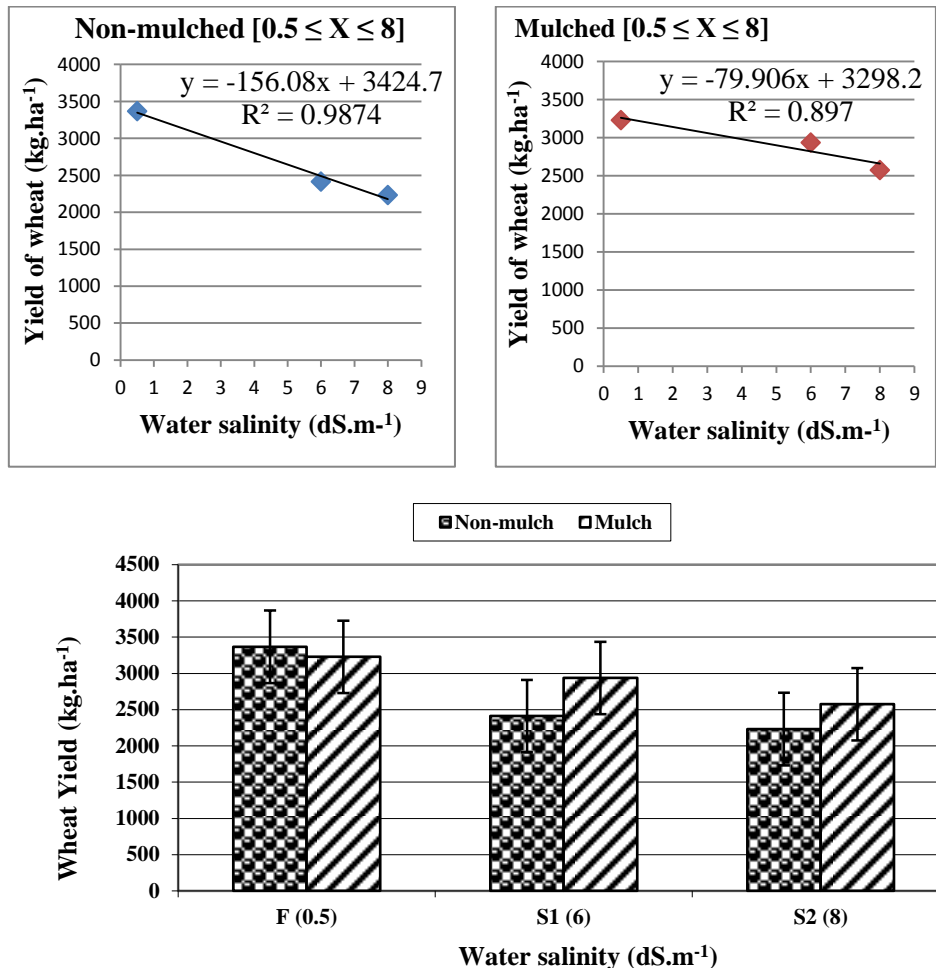 Non-mulched [0.5 ≤ X ≤ 8]
y = -156.08x + 3424.7
R² = 0.9874
4000
3500
3000
2500
2000
1500
1000
500
0
0 1 2 3 4 5 6 7 8 9
Yield of wheat (kg.ha⁻¹)
Water salinity (dS.m-¹)
Mulched [0.5 ≤ X ≤ 8]
y = -79.906x + 3298.2
R² = 0.897
4000
3500
3000
2500
2000
1500
1000
500
0
0 1 2 3 4 5 6 7 8 9
Yield of wheat (kg.ha⁻¹)
Water salinity (dS.m-¹)
Non-mulch Mulch
4500
4000
3500
3000
2500
2000
1500
1000
500
0
F (0.5) S1 (6) S2 (8)
Wheat Yield (kg.ha⁻¹)
Water salinity (dS.m⁻¹)